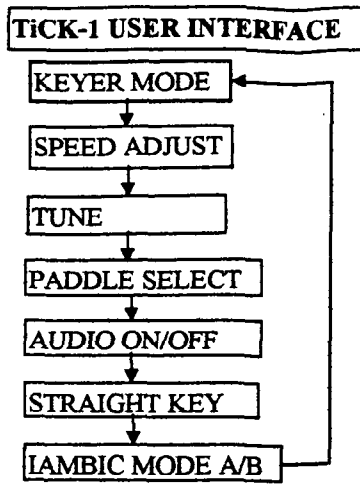 TiCK-1 USER INTERFACE
KEYER MODE
SPEED ADJUST
TUNE
PADDLE SELECT
AUDIO ON/OFF
STRAIGHT KEY
IAMBIC MODE A/B